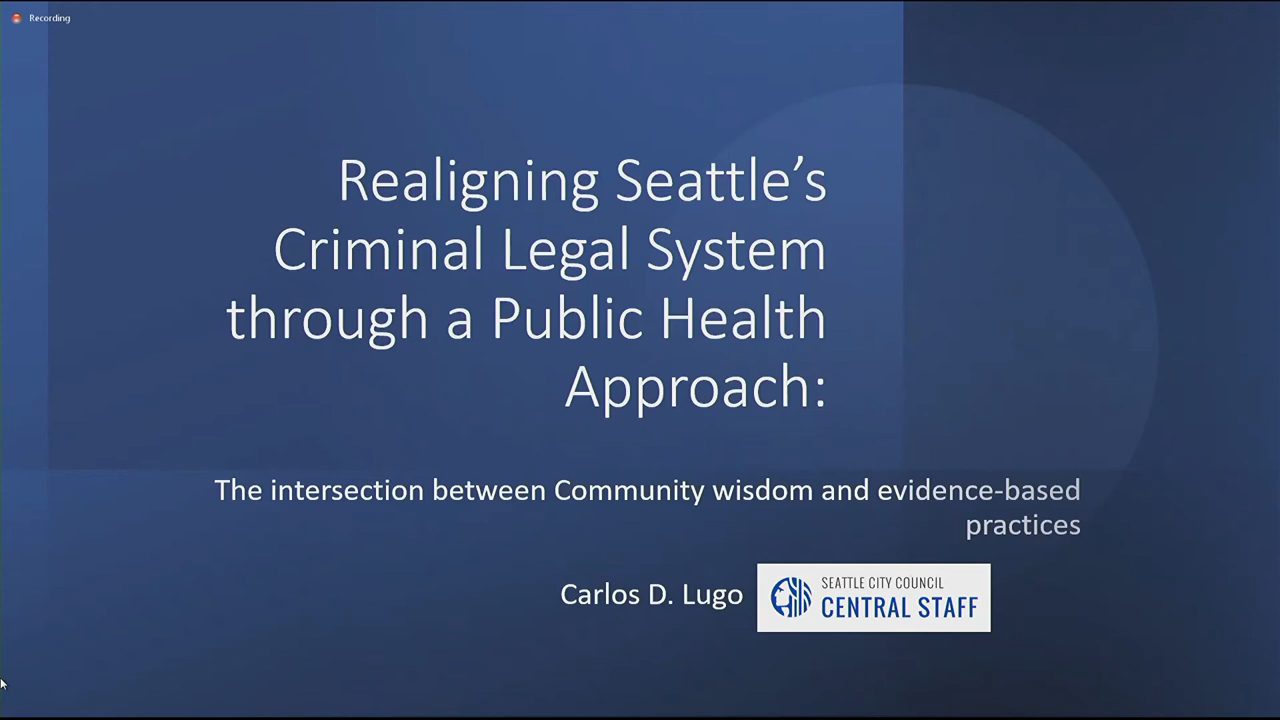 Recording
Realigning Seattle’s
Criminal Legal System
through a Public Health
Approach:
The intersection between Community wisdom and evidence-based
practices
Carlos D. Lugo
SEATTLE CITY COUNCIL
CENTRAL STAFF